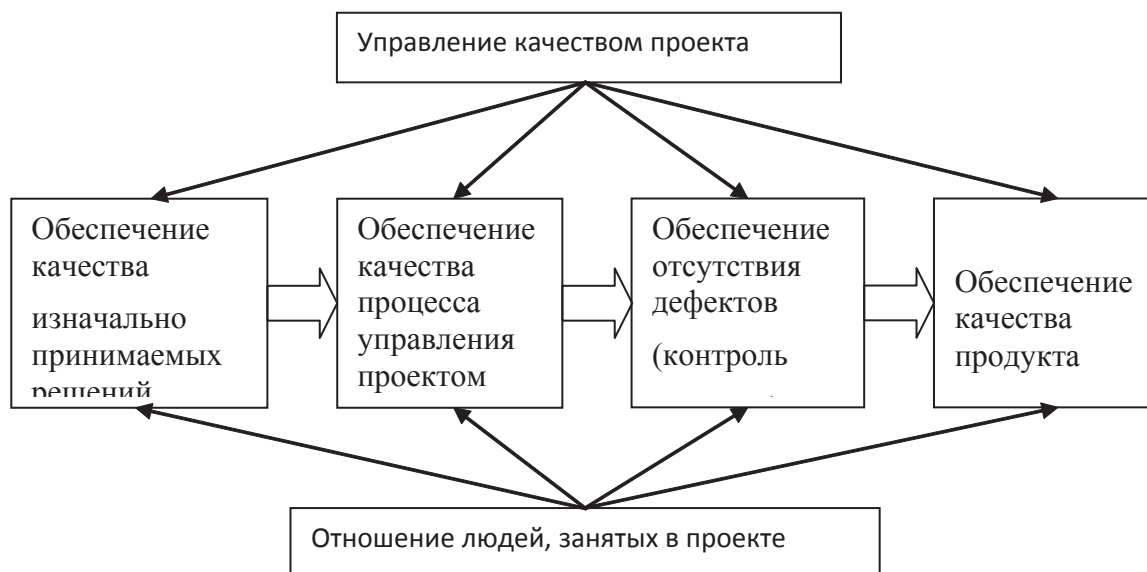 Управление качеством проекта
Обеспечение
качества
изначально
принимаемых
решений
Обеспечение
качества
процесса
управления
проектом
Обеспечение
отсутствия
дефектов
(контроль
Обеспечение
качества
продукта
Отношение людей, занятых в проекте